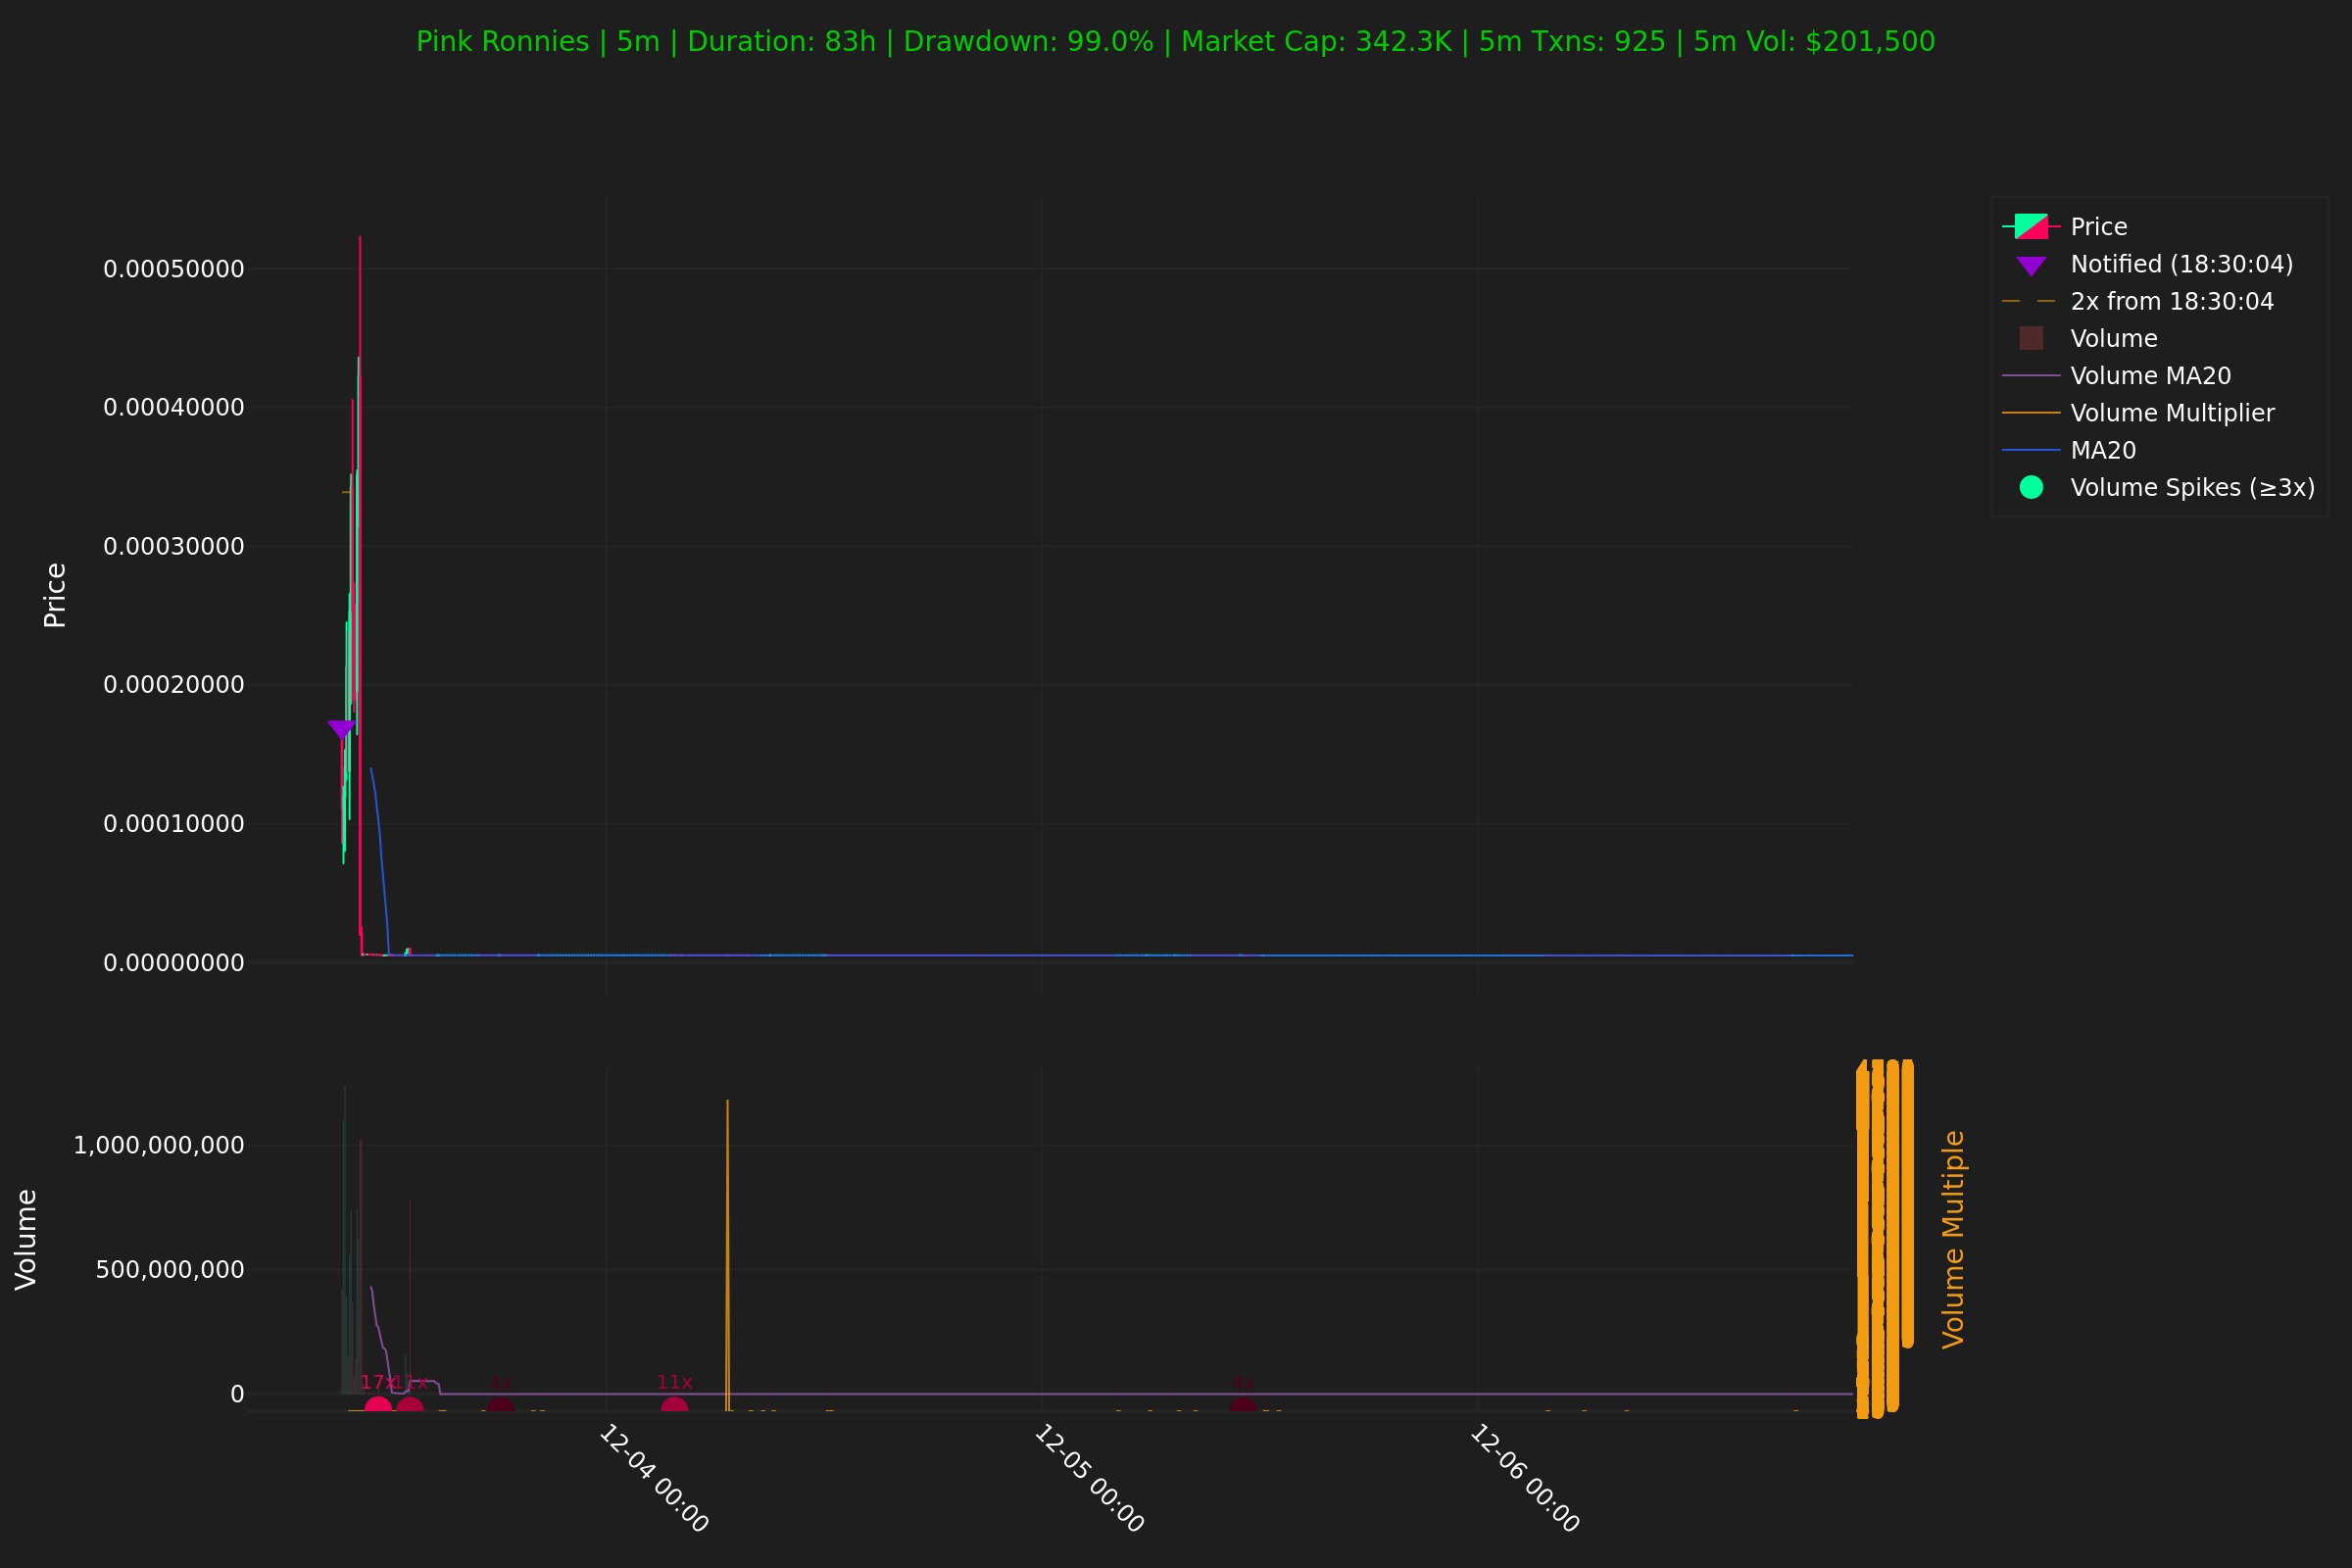 Pink Ronnies | 5m | Duration: 83h | Drawdown: 99.0% | Market Cap: 342.3K | 5m Txns: 925 | 5m Vol: $201,500
Price
Notified (18:30:04)
2x from 18:30:04
Volume
Volume MA20
Volume Multiplier
MA20
Volume Spikes (≥3x)
Price
0.00050000
0.00040000
0.00030000
0.00020000
0.00010000
0.00000000
Volume
1,000,000,000
500,000,000
0
17x
11x
4x
Volume Multiple
12-04 00:00
12-05 00:00
12-06 00:00